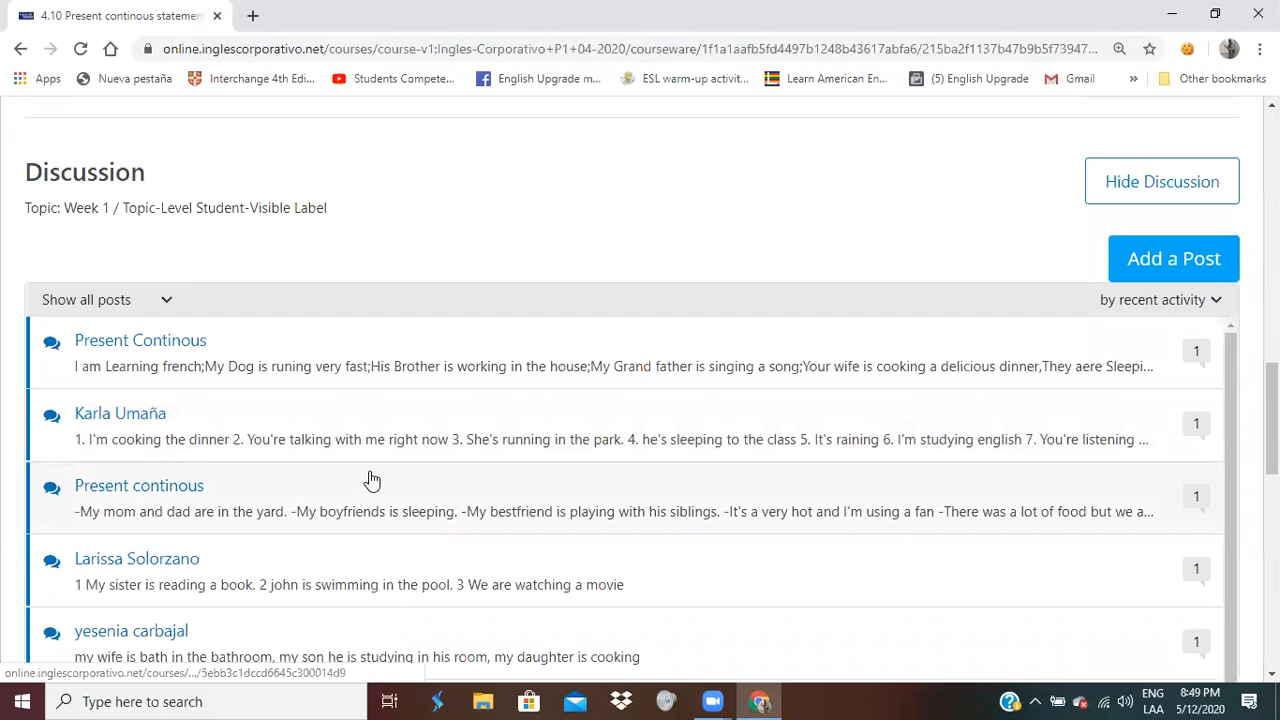 4.10 Present continous statemen
online.inglescorporativo.net/courses/course-v1:Ingles-Corporativo+P1+04-2020/courseware/1f1a1aafb5fd4497b1248b43617abfa6/215ba2f1137b47b9b5f73947...
Apps Nueva pestaña Interchange 4th Edi... Students Compete... English Upgrade m... ESL warm-up activit... Learn American En... (5) English Upgrade Gmail » Other bookmarks
Discussion
Hide Discussion
Topic: Week 1 / Topic-Level Student-Visible Label
Add a Post
Show all posts by recent activity
Present Continous
I am Learning french;My Dog is runing very fast;His Brother is working in the house;My Grand father is singing a song;Your wife is cooking a delicious dinner,They aere Sleepi...
1
Karla Umaña
1. I'm cooking the dinner 2. You're talking with me right now 3. She's running in the park. 4. he's sleeping to the class 5. It's raining 6. I'm studying english 7. You're listening ...
1
Present continous
-My mom and dad are in the yard. -My boyfriends is sleeping. -My bestfriend is playing with his siblings. -It's a very hot and I'm using a fan -There was a lot of food but we a...
1
Larissa Solorzano
1 My sister is reading a book. 2 john is swimming in the pool. 3 We are watching a movie
1
yesenia carbajal
my wife is bath in the bathroom, my son he is studying in his room, my daughter is cooking
1
online.inglescorporativo.net/courses/.../5ebb3c1dccd6645c300014d9
Type here to search
ENG
LAA
8:49 PM
5/12/2020